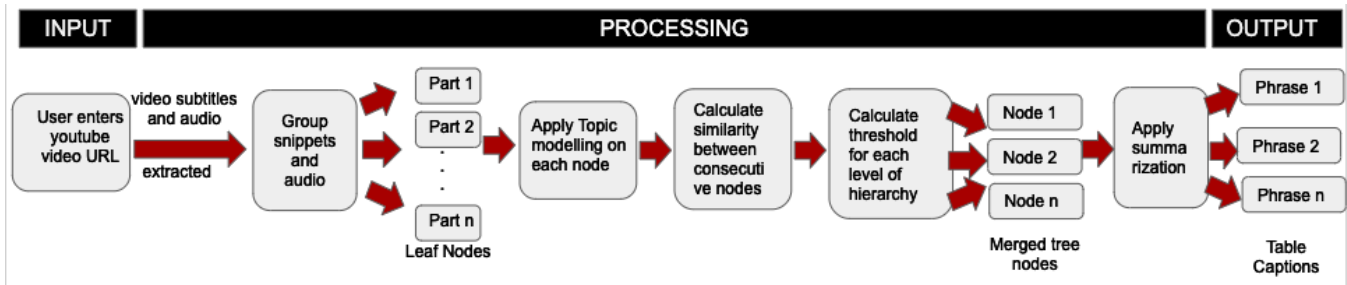 INPUT
PROCESSING
OUTPUT
User enters
youtube
video URL
video subtitles
and audio
extracted
Group
snippets
and
audio
Part 1
Part 2
.
.
.
Part n
Leaf Nodes
Apply Topic
modelling on
each node
Calculate
similarity
between
consecuti
ve nodes
Calculate
threshold
for each
level of
hierarchy
Node 1
Node 2
Node n
Merged tree
nodes
Apply
summa
rization
Phrase 1
Phrase 2
Phrase n
Table
Captions